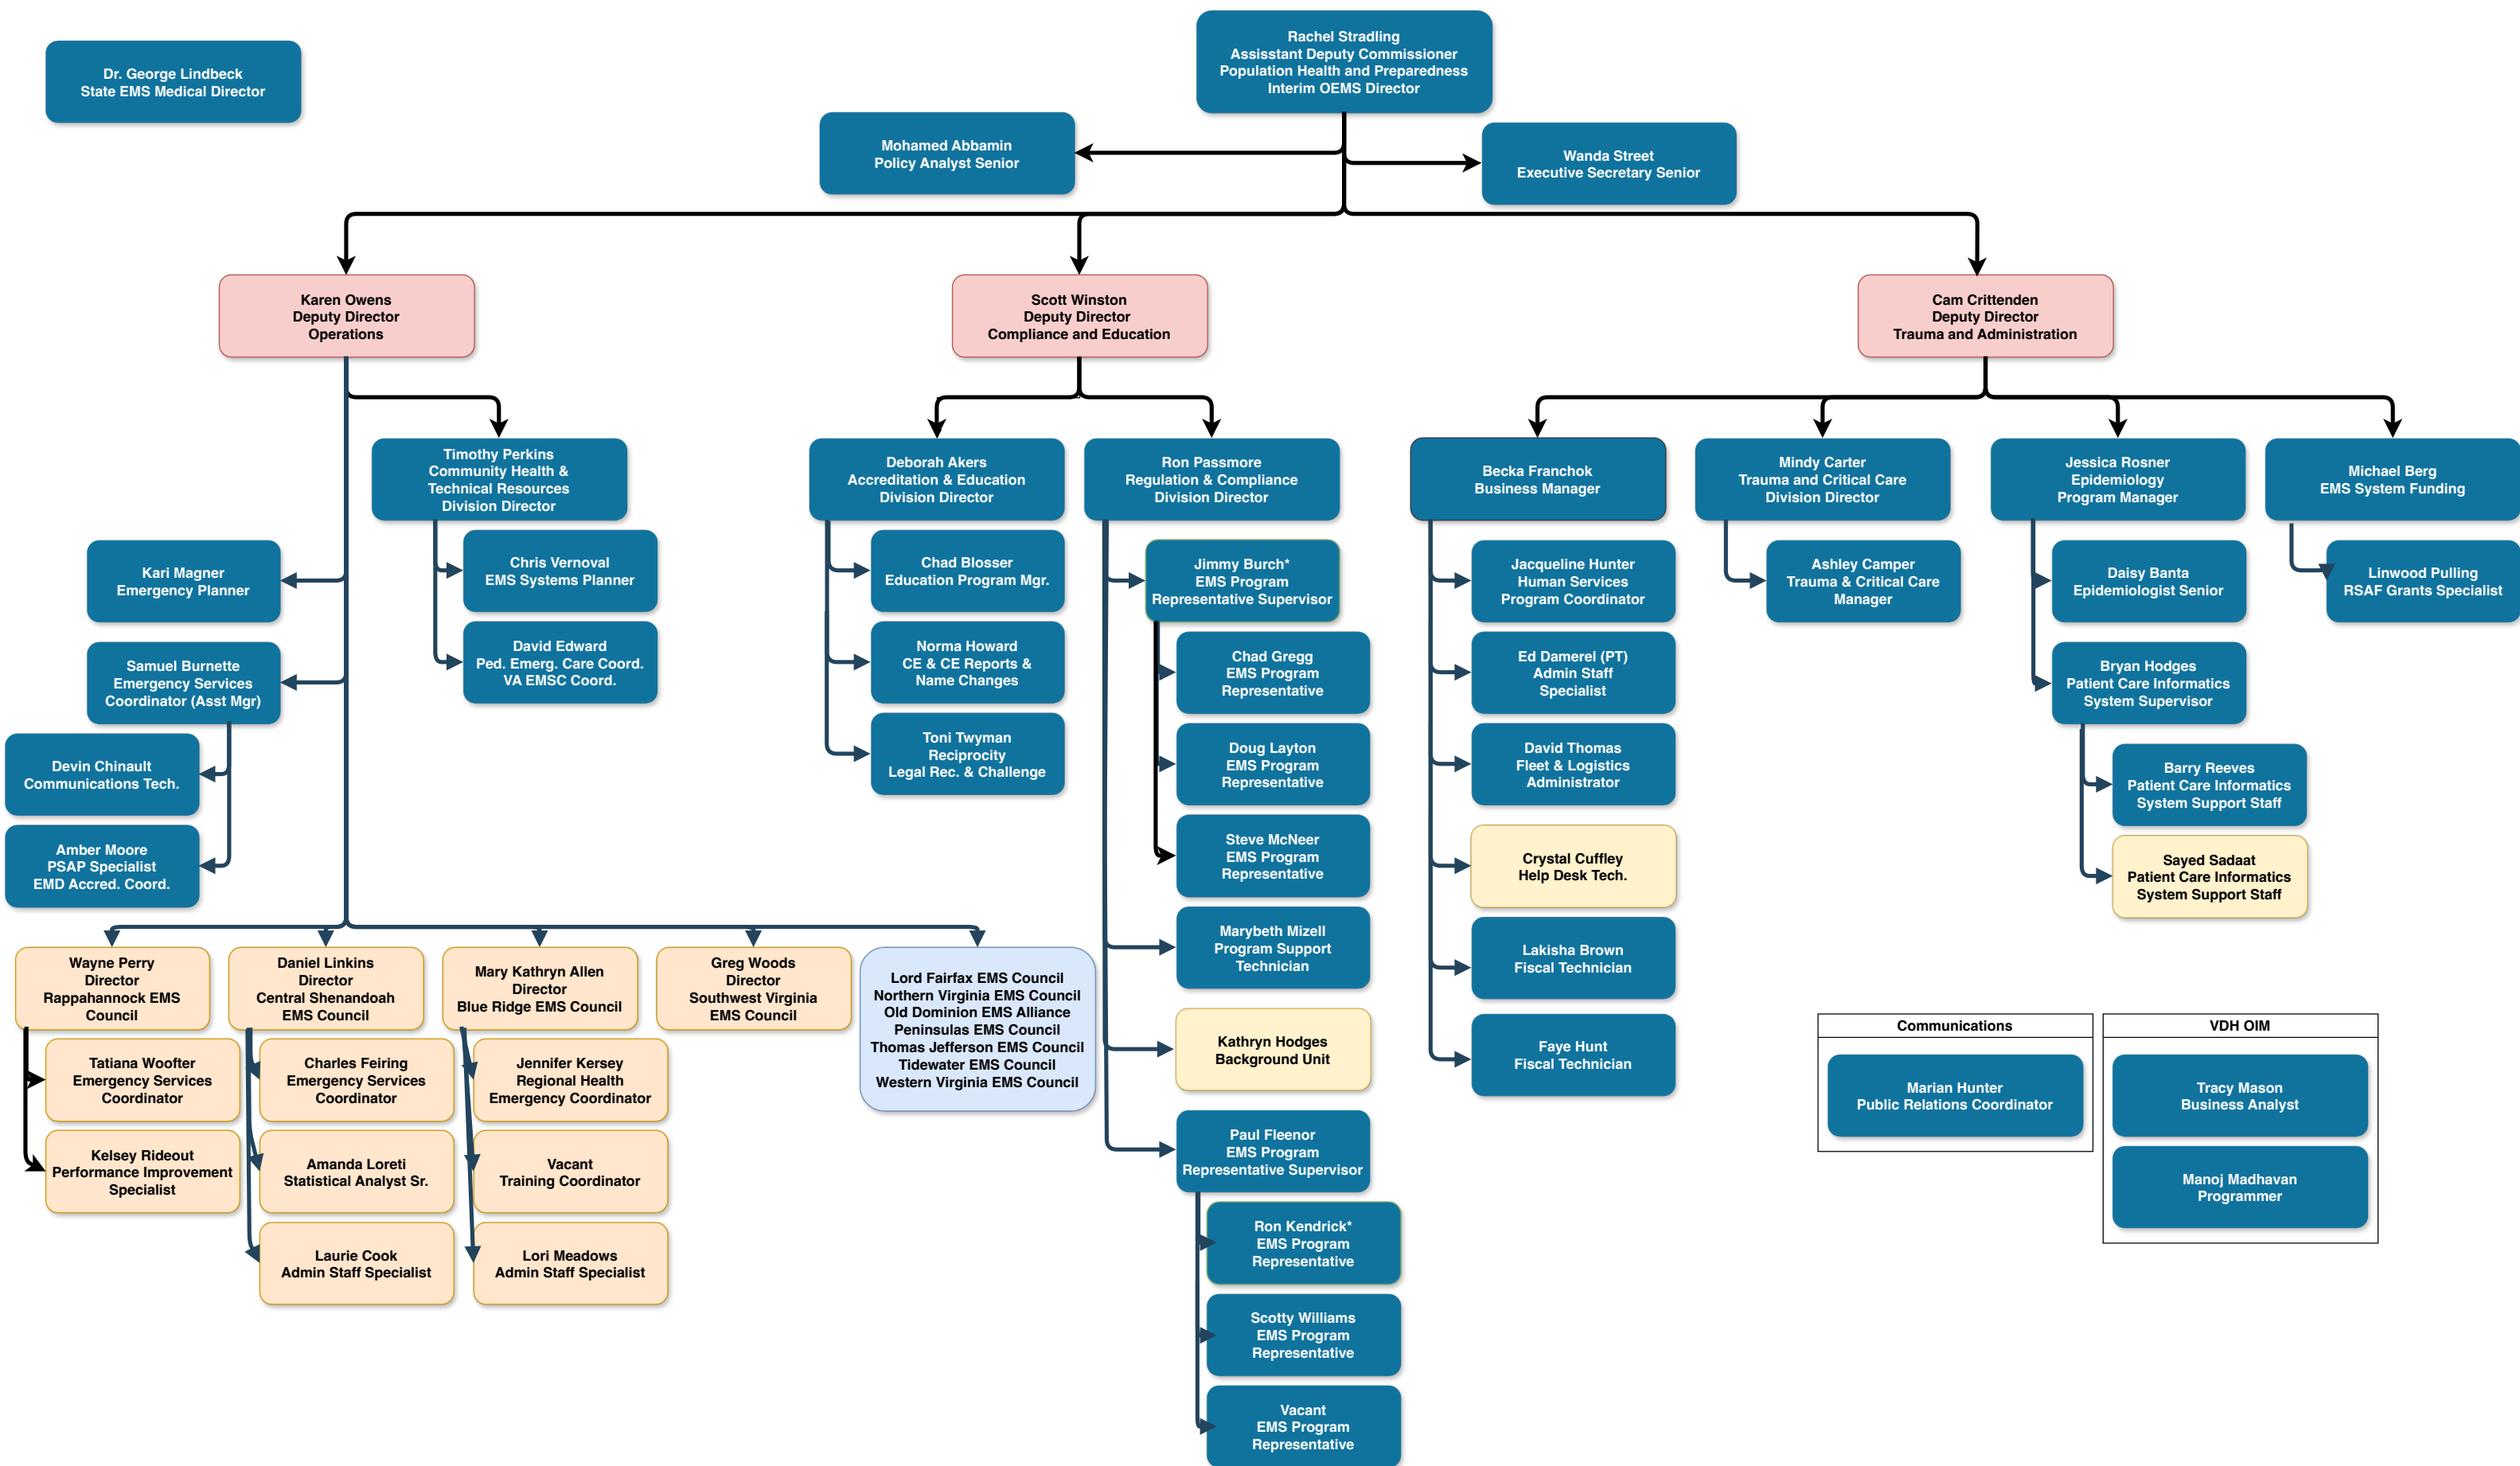 Dr. George Lindbeck
State EMS Medical Director
Rachel Stradling
Assisstant Deputy Commissioner
Population Health and Preparedness
Interim OEMS Director
Mohamed Abbamin
Policy Analyst Senior
Wanda Street
Executive Secretary Senior
Karen Owens
Deputy Director
Operations
Scott Winston
Deputy Director
Compliance and Education
Cam Crittenden
Deputy Director
Trauma and Administration
Timothy Perkins
Community Health &
Technical Resources
Division Director
Chris Vernoval
EMS Systems Planner
David Edward
Ped. Emerg. Care Coord.
VA EMSC Coord.
Kari Magner
Emergency Planner
Samuel Burnette
Emergency Services
Coordinator (Asst Mgr)
Devin Chinault
Communications Tech.
Amber Moore
PSAP Specialist
EMD Accred. Coord.
Wayne Perry
Director
Rappahannock EMS
Council
Tatiana Woofter
Emergency Services
Coordinator
Kelsey Rideout
Performance Improvement
Specialist
Daniel Linkins
Director
Central Shenandoah
EMS Council
Charles Feiring
Emergency Services
Coordinator
Amanda Loreti
Statistical Analyst Sr.
Laurie Cook
Admin Staff Specialist
Mary Kathryn Allen
Director
Blue Ridge EMS Council
Jennifer Kersey
Regional Health
Emergency Coordinator
Vacant
Training Coordinator
Lori Meadows
Admin Staff Specialist
Greg Woods
Director
Southwest Virginia
EMS Council
Lord Fairfax EMS Council
Northern Virginia EMS Council
Old Dominion EMS Alliance
Peninsulas EMS Council
Thomas Jefferson EMS Council
Tidewater EMS Council
Western Virginia EMS Council
Deborah Akers
Accreditation & Education
Division Director
Chad Blosser
Education Program Mgr.
Norma Howard
CE & CE Reports &
Name Changes
Toni Twyman
Reciprocity
Legal Rec. & Challenge
Ron Passmore
Regulation & Compliance
Division Director
Jimmy Burch*
EMS Program
Representative Supervisor
Chad Gregg
EMS Program
Representative
Doug Layton
EMS Program
Representative
Steve McNeer
EMS Program
Representative
Marybeth Mizell
Program Support
Technician
Kathryn Hodges
Background Unit
Paul Fleenor
EMS Program
Representative Supervisor
Ron Kendrick*
EMS Program
Representative
Scotty Williams
EMS Program
Representative
Vacant
EMS Program
Representative
Becka Franchok
Business Manager
Jacqueline Hunter
Human Services
Program Coordinator
Ed Damerel (PT)
Admin Staff
Specialist
David Thomas
Fleet & Logistics
Administrator
Crystal Cuffley
Help Desk Tech.
Lakisha Brown
Fiscal Technician
Faye Hunt
Fiscal Technician
Mindy Carter
Trauma and Critical Care
Division Director
Ashley Camper
Trauma & Critical Care
Manager
Jessica Rosner
Epidemiology
Program Manager
Daisy Banta
Epidemiologist Senior
Bryan Hodges
Patient Care Informatics
System Supervisor
Barry Reeves
Patient Care Informatics
System Support Staff
Sayed Sadaat
Patient Care Informatics
System Support Staff
Michael Berg
EMS System Funding
Linwood Pulling
RSAF Grants Specialist
Communications
Marian Hunter
Public Relations Coordinator
VDH OIM
Tracy Mason
Business Analyst
Manoj Madhavan
Programmer